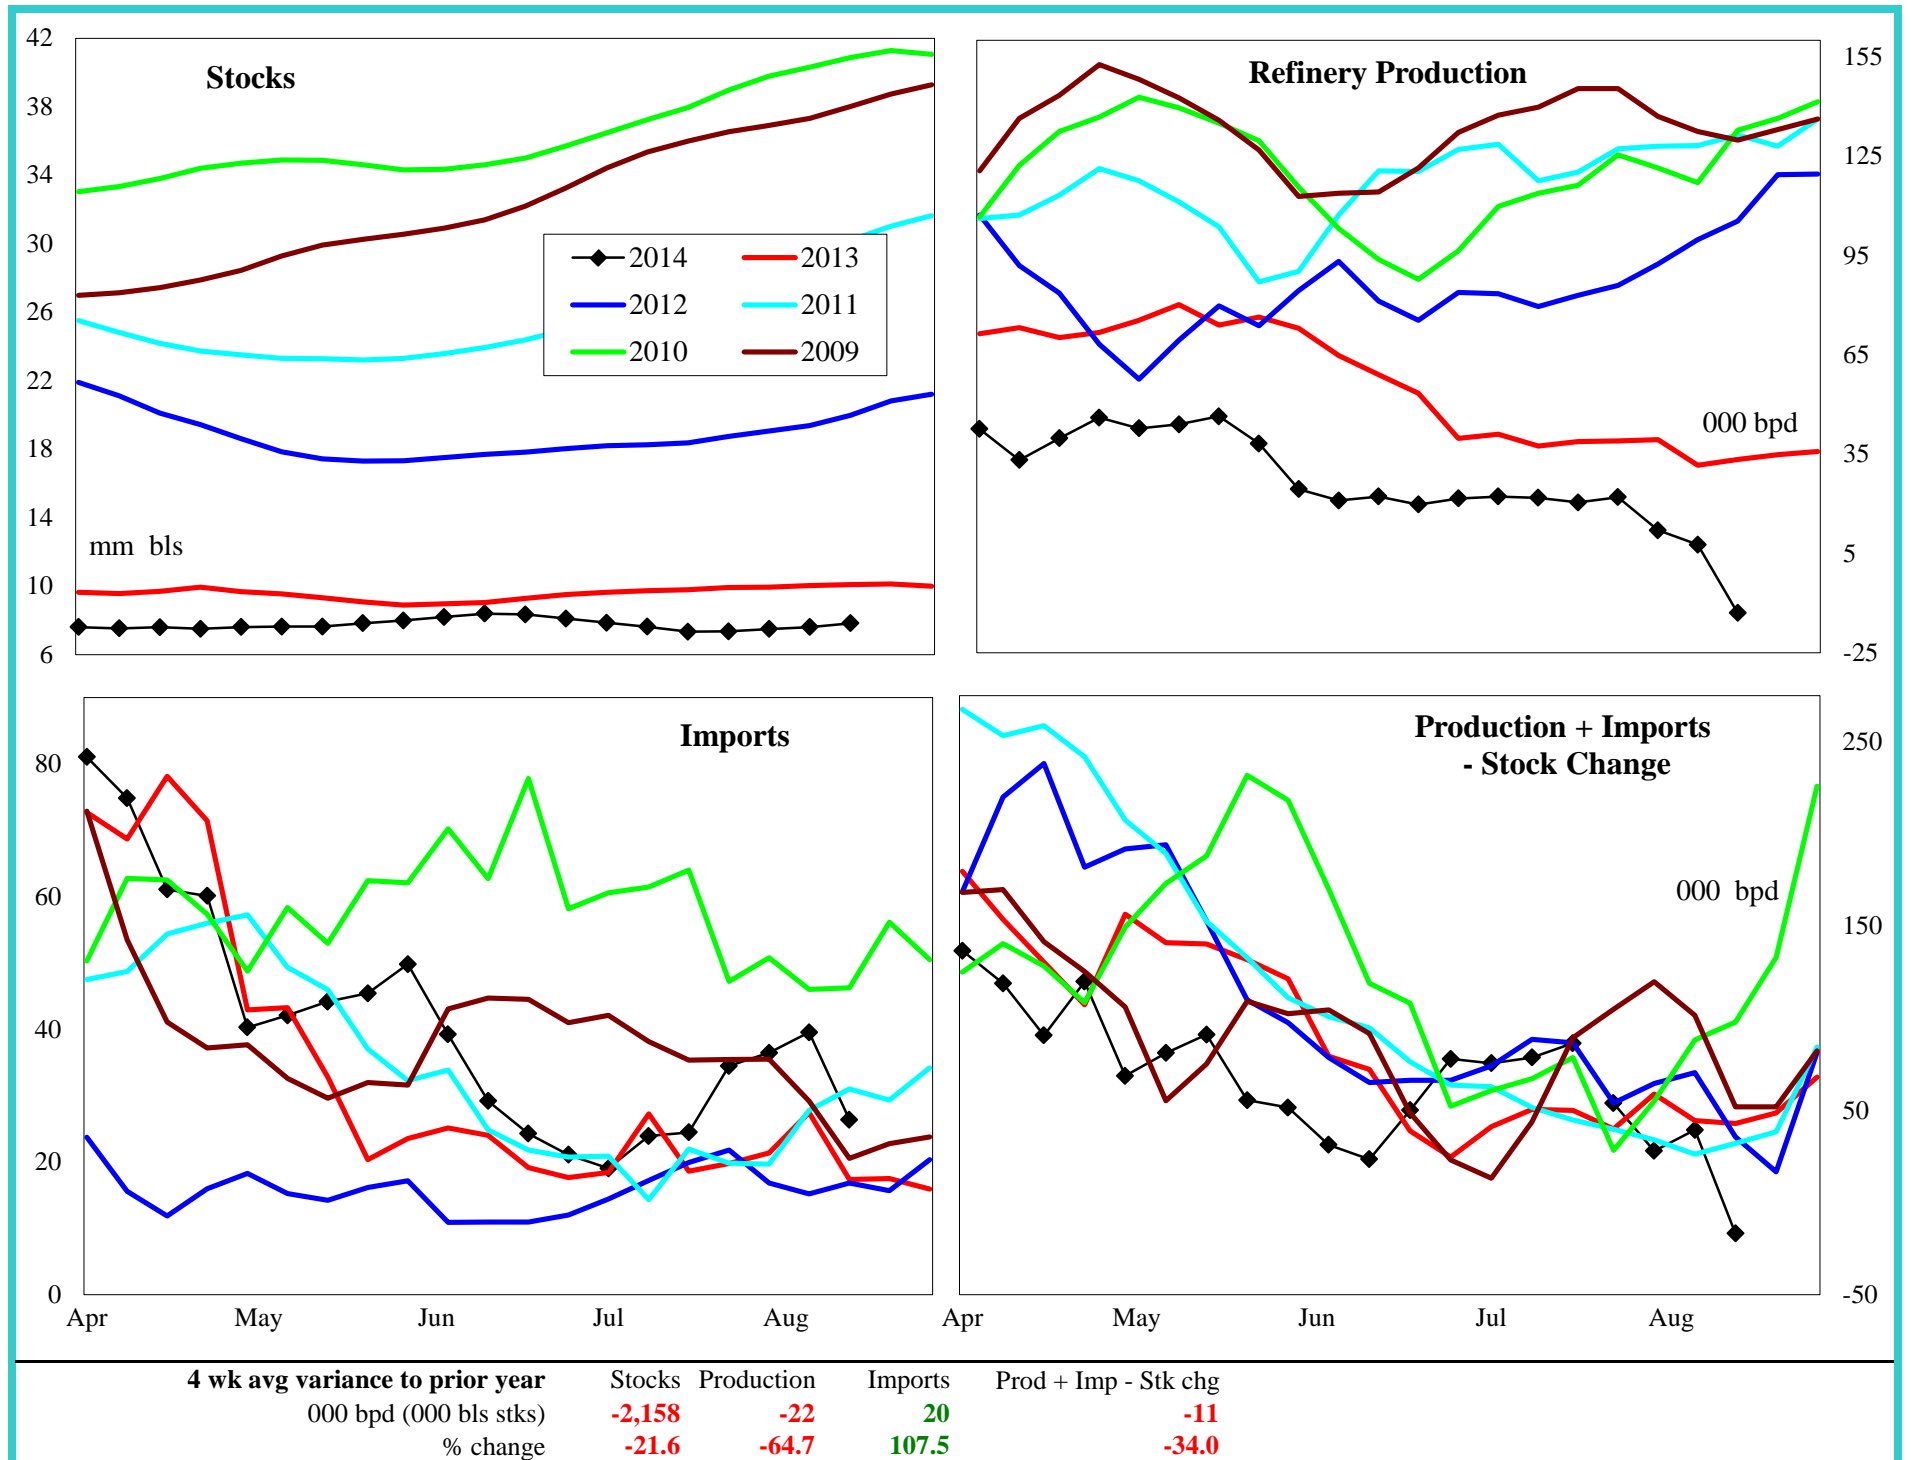 Stocks
42
38
34
30
26
22
18
14
10
6
mm bls
2014 2013
2012 2011
2010 2009
Refinery Production
155
125
95
65
35
5
-25
000 bpd
Imports
80
60
40
20
0
Apr May Jun Jul Aug
Production + Imports
- Stock Change
250
150
50
-50
000 bpd
Apr May Jun Jul Aug
4 wk avg variance to prior year Stocks Production Imports Prod + Imp - Stk chg
000 bpd (000 bls stks) -2,158 -22 20 -11
% change -21.6 -64.7 107.5 -34.0